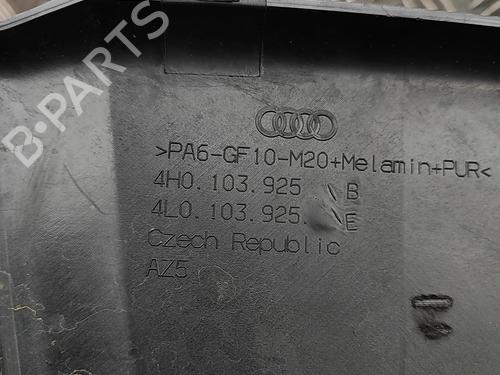 B-PARTS
>PA6-GF10-M20+Melamin+PUR<
4H0.103.925 B
4L0.103.925. E
Czech Republic
AZ5